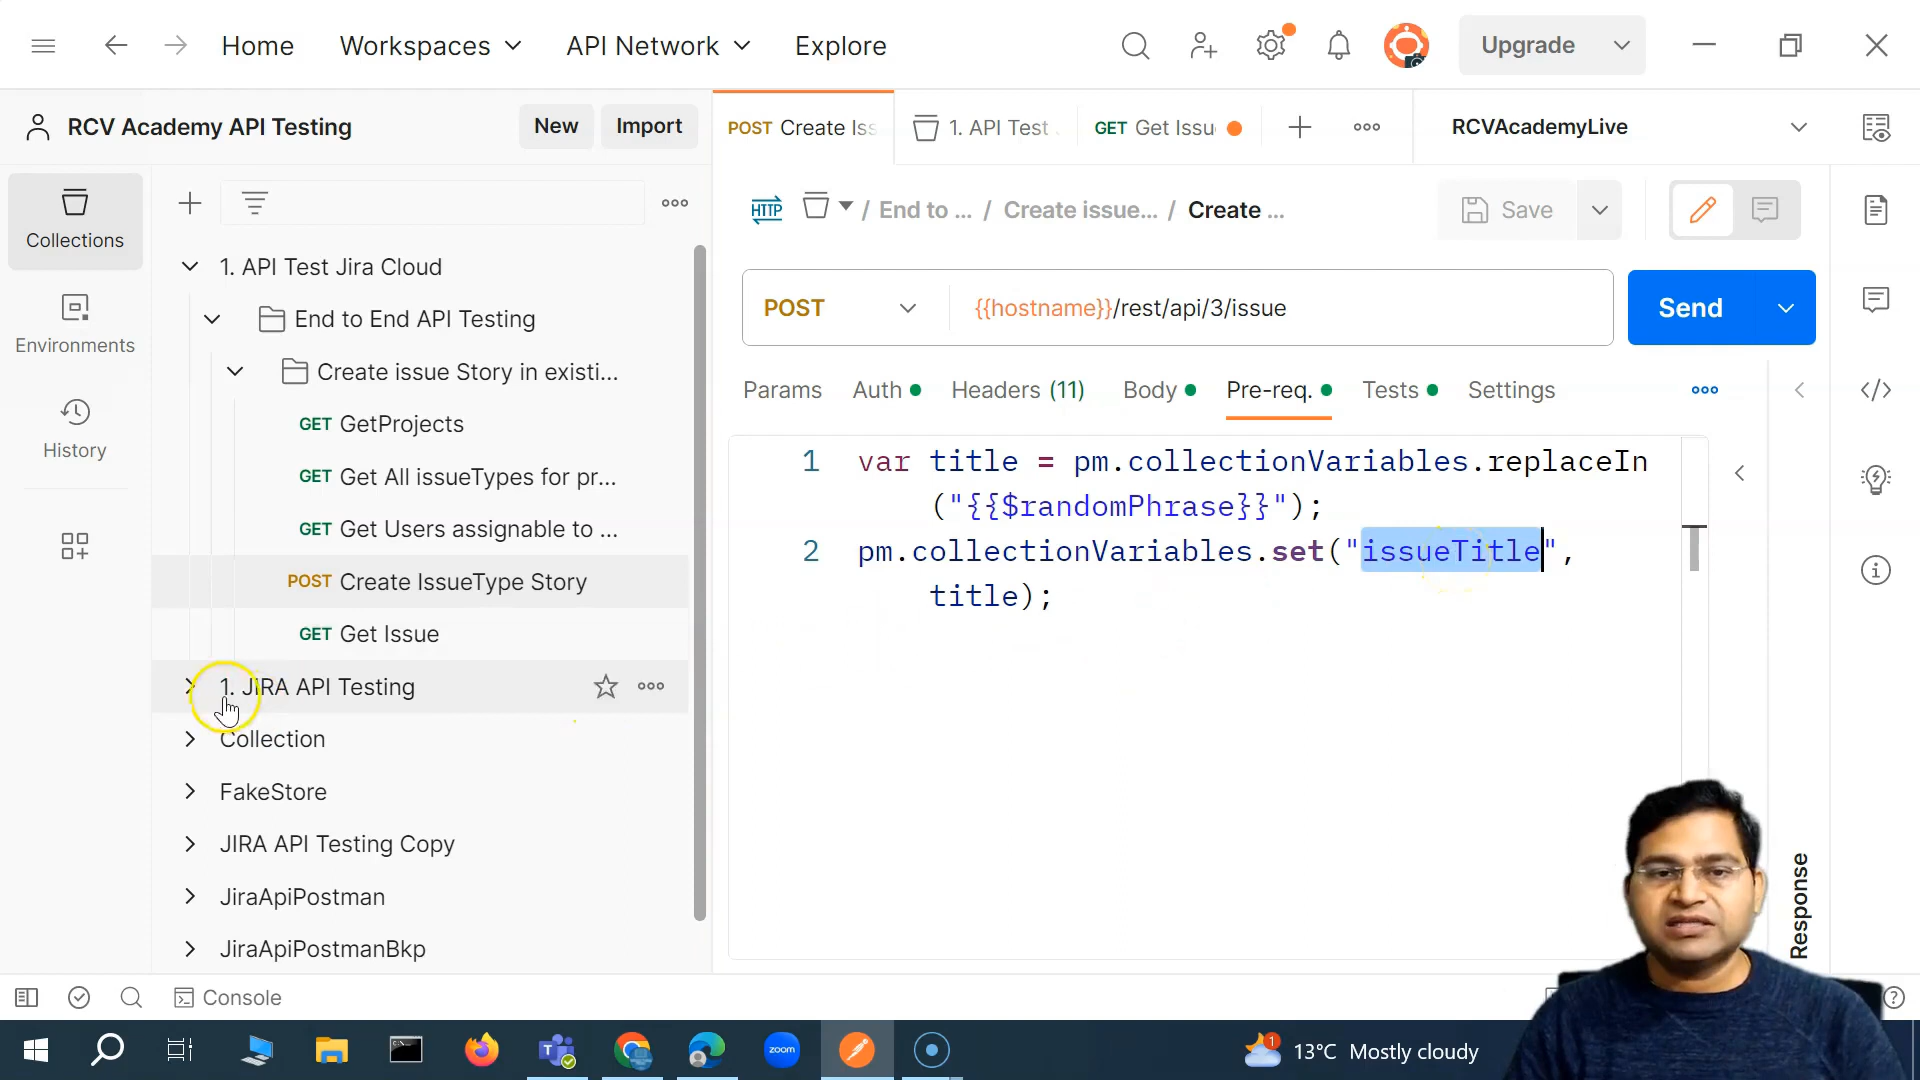 Home Workspaces API Network Explore Upgrade
RCV Academy API Testing New Import
POST Create Iss 1. API Test GET Get Issu RCVAcademyLive
Collections
Environments
History
1. API Test Jira Cloud
End to End API Testing
Create issue Story in existi...
GET GetProjects
GET Get All issueTypes for pr...
GET Get Users assignable to ...
POST Create IssueType Story
GET Get Issue
1. JIRA API Testing
Collection
FakeStore
JIRA API Testing Copy
JiraApiPostman
JiraApiPostmanBkp
HTTP / End to ... / Create issue... / Create ... Save
POST {{hostname}}/rest/api/3/issue Send
Params Auth Headers (11) Body Pre-req. Tests Settings
1 var title = pm.collectionVariables.replaceIn
("{{$randomPhrase}}");
2 pm.collectionVariables.set("issueTitle",
title);
Response
Console
zoom 1 13°C Mostly cloudy